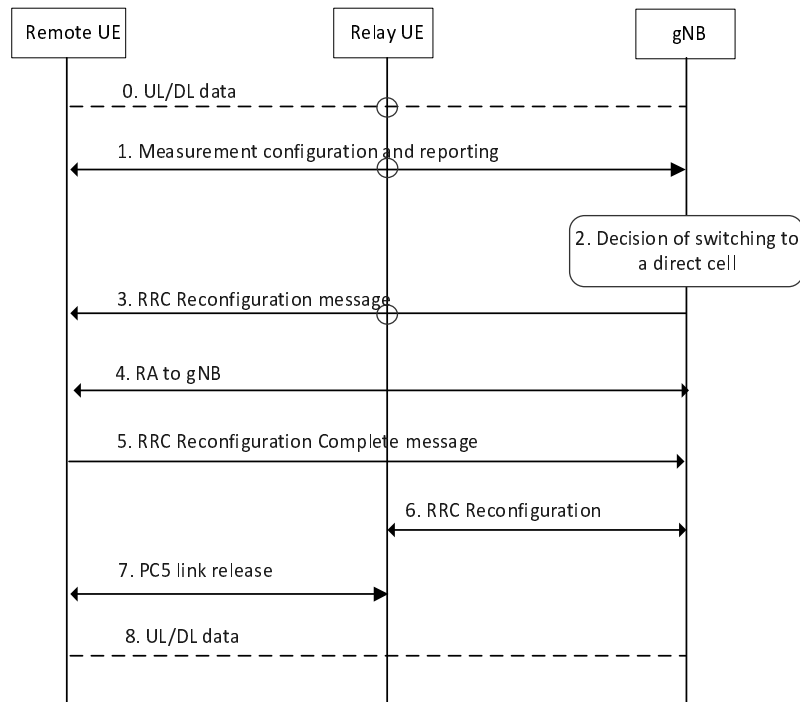 Remote UE
Relay UE
gNB
0. UL/DL data
1. Measurement configuration and reporting
2. Decision of switching to
a direct cell
3. RRC Reconfiguration message
4. RA to gNB
5. RRC Reconfiguration Complete message
6. RRC Reconfiguration
7. PC5 link release
8. UL/DL data